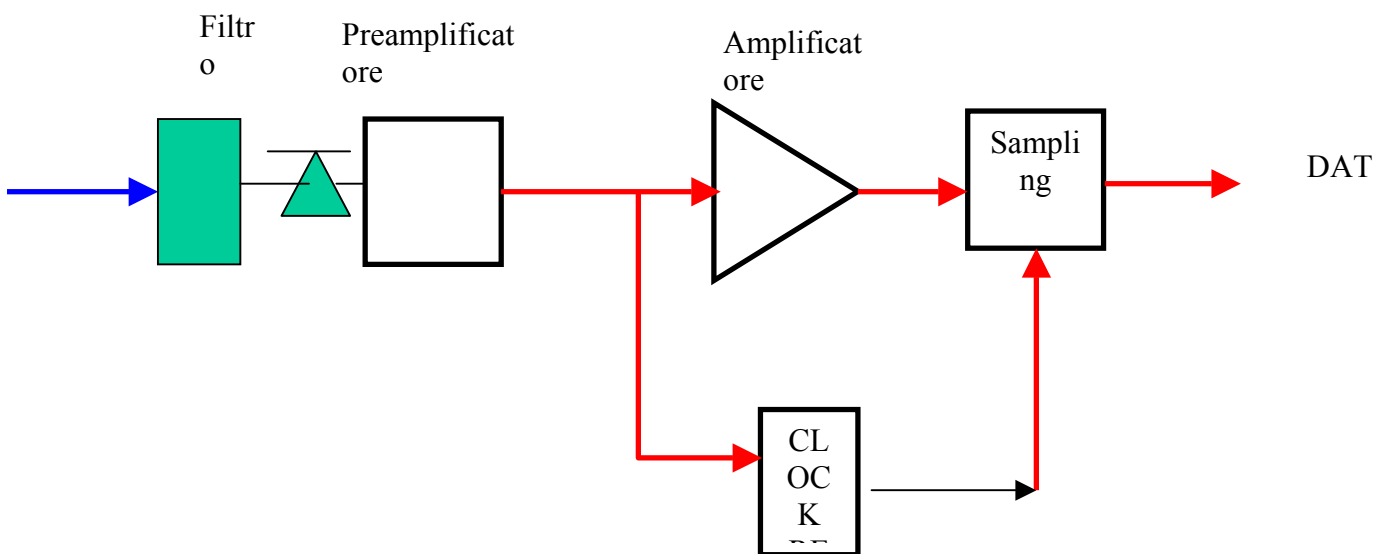 Filtr
o
Preamplificat
ore
Amplificat
ore
Sampli
ng
DAT
CL
OC
K